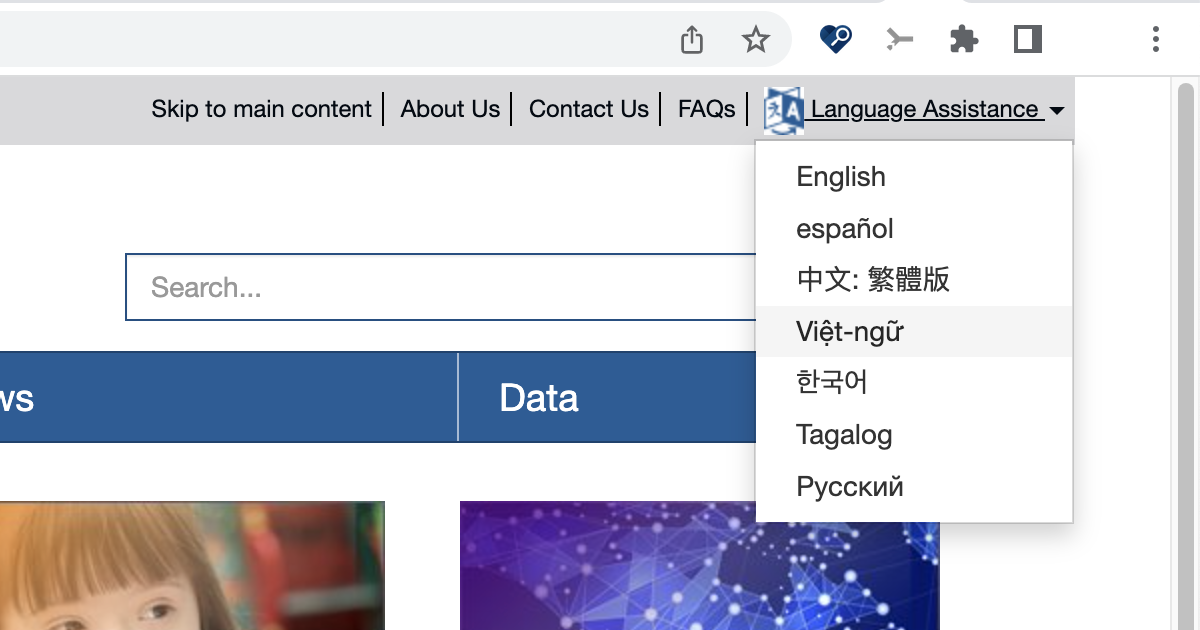 Skip to main content
About Us
Contact Us
FAQs
Language Assistance
English
español
中文: 繁體版
Việt-ngữ
한국어
Tagalog
Русский
Search...
ws
Data